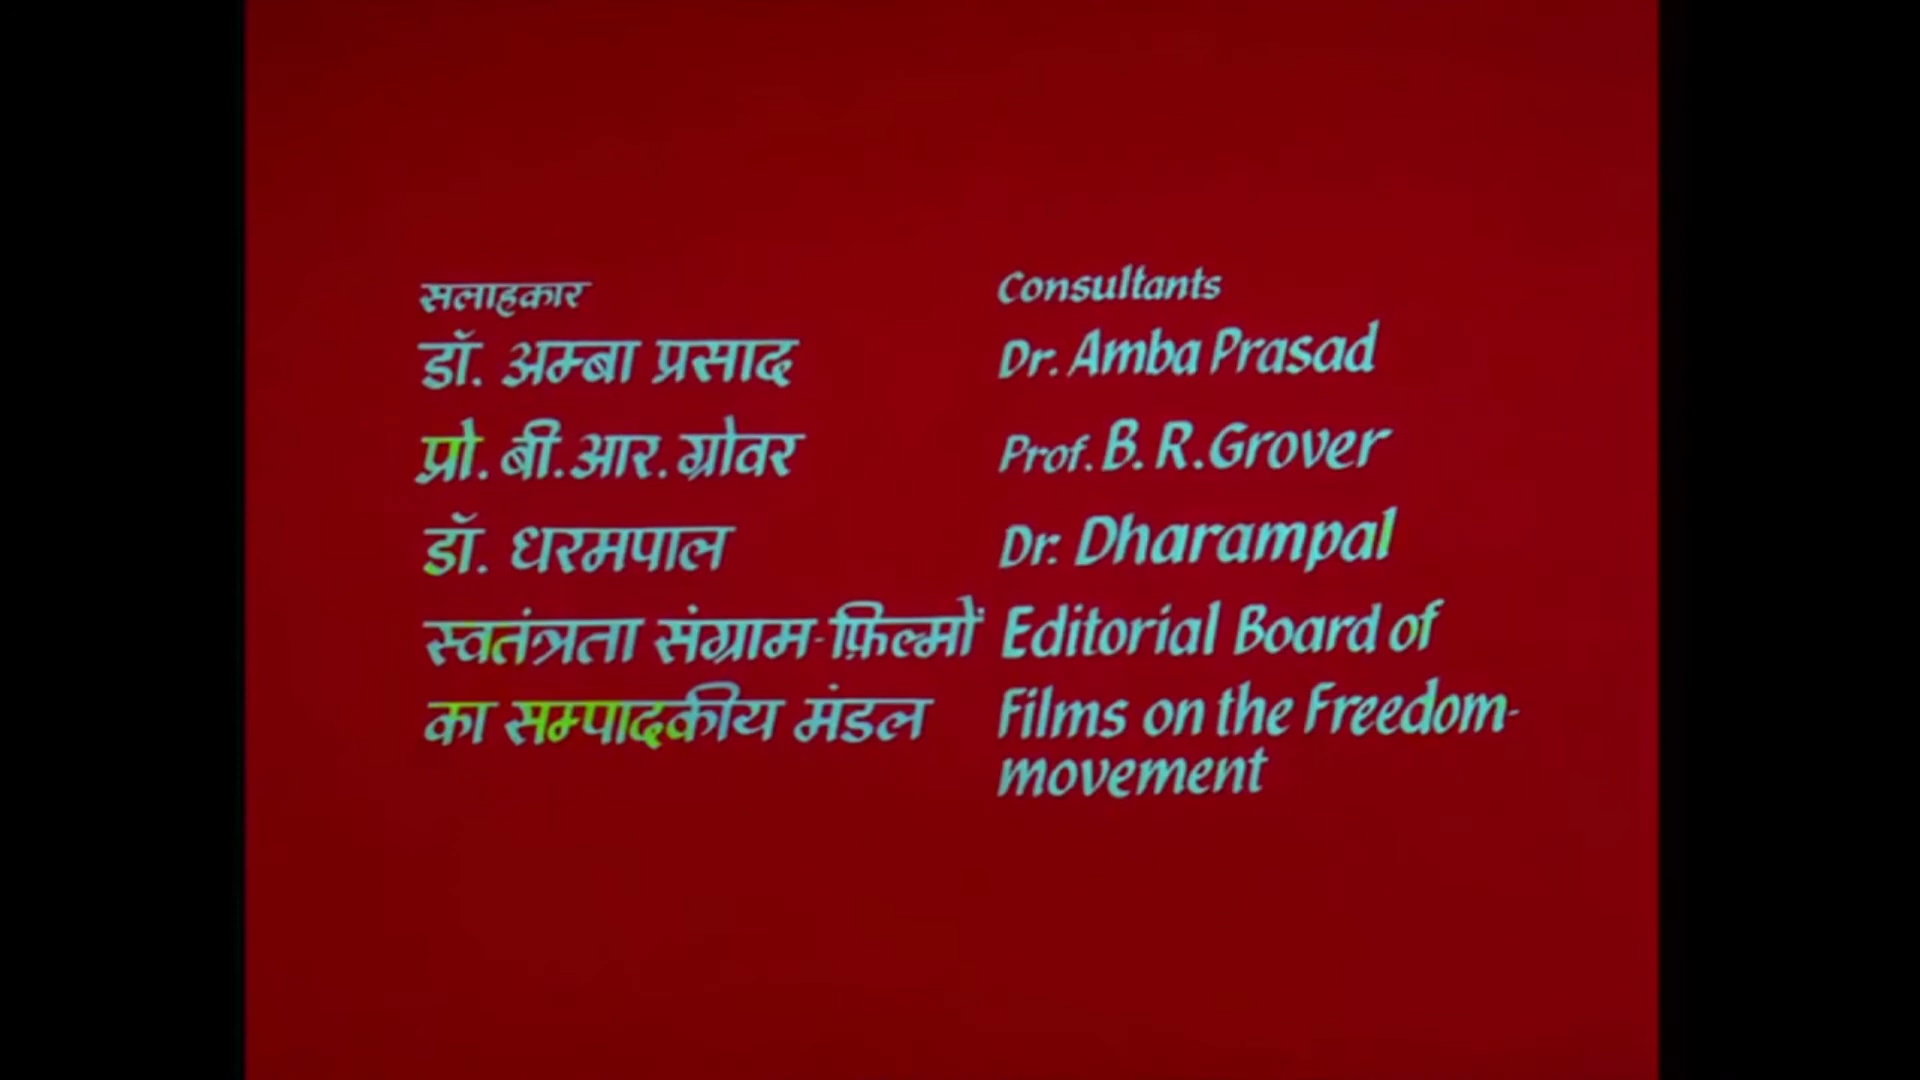 सलाहकार
डॉ. अम्बा प्रसाद
प्रो. बी. आर. ग्रोवर
डॉ. धरमपाल
स्वतंत्रता संग्राम-फ़िल्मों
का सम्पादकीय मंडल
Consultants
Dr. Amba Prasad
Prof. B. R. Grover
Dr. Dharampal
Editorial Board of
Films on the Freedom-
movement